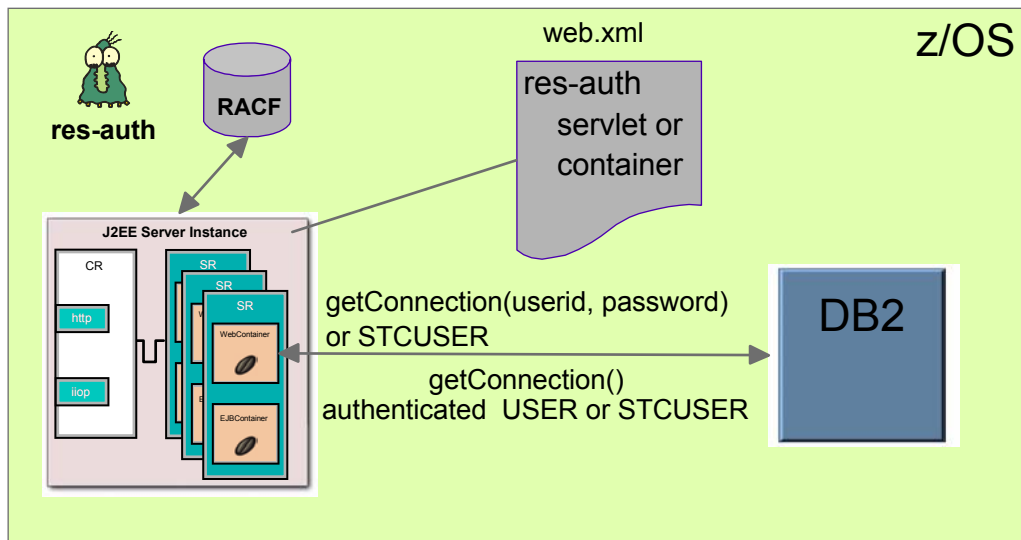 web.xml
z/OS
res-auth
RACF
res-auth
servlet or
container
J2EE Server Instance
CR
http
iiop
SR
SR
SR
WebContainer
EJBContainer
getConnection(userid, password)
or STCUSER
getConnection()
authenticated USER or STCUSER
DB2